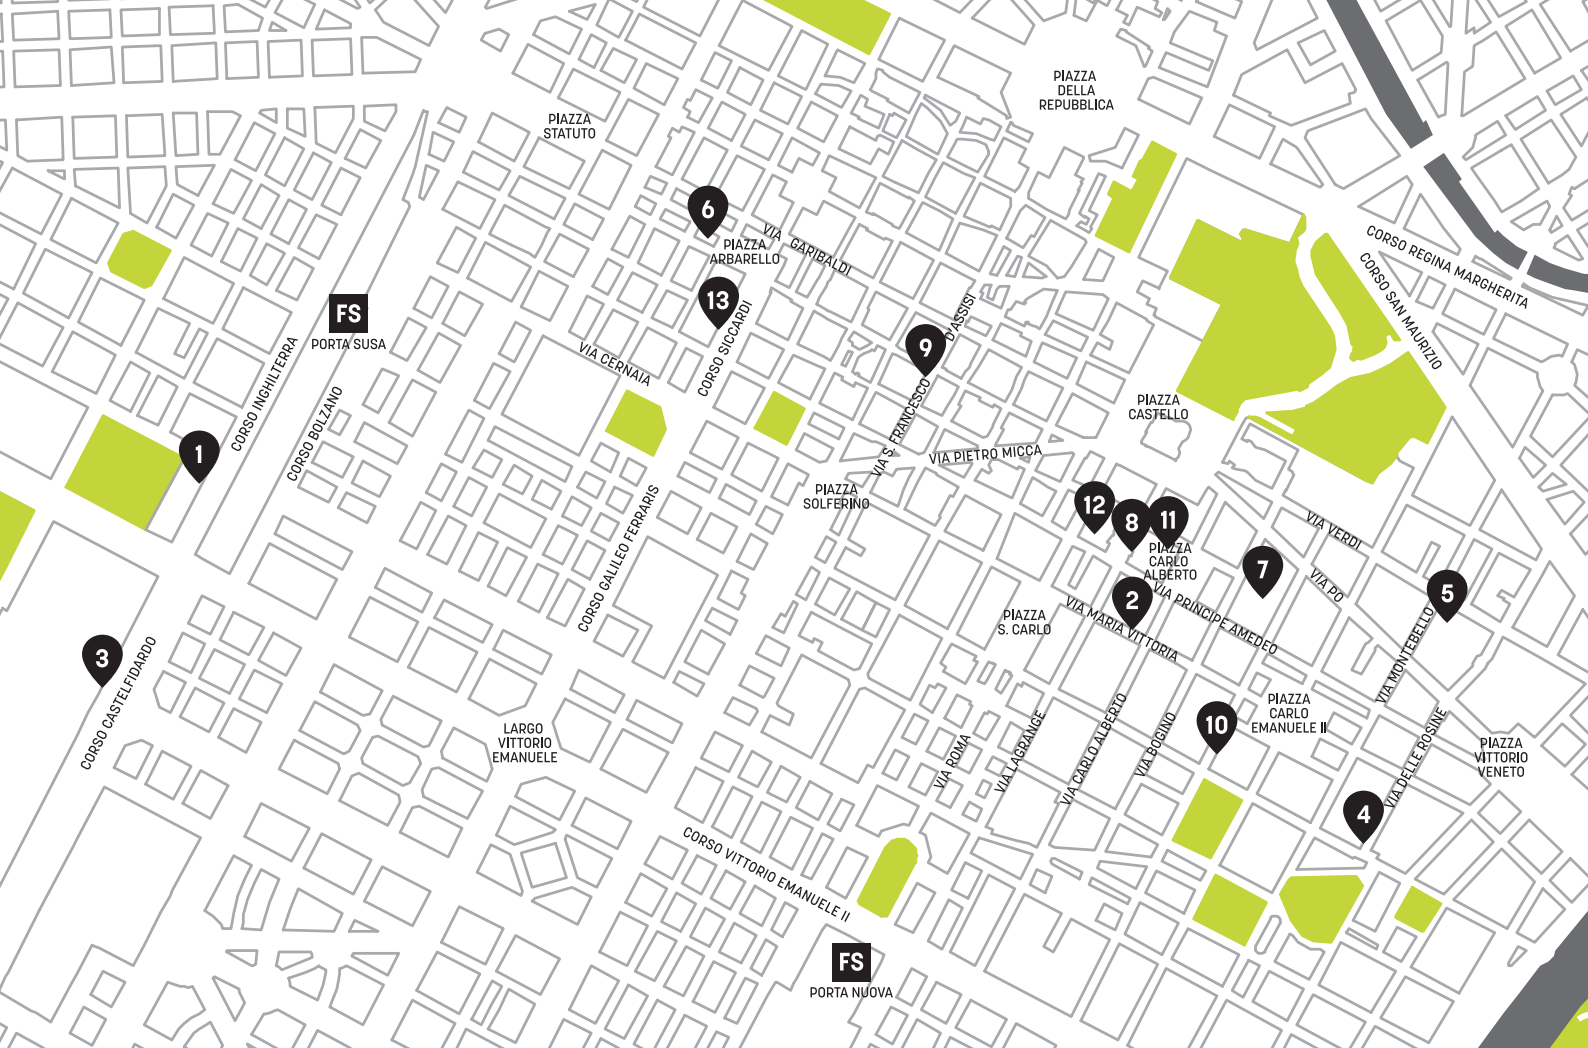 PIAZZA
DELLA
REPUBBLICA
PIAZZA
STATUTO
6
PIAZZA
ARBARELLO
VIA GARIBALDI
CORSO REGINA MARGHERITA
CORSO SAN MAURIZIO
13
CORSO SICCARDI
FS
PORTA SUSA
CORSO INGHILTERRA
CORSO BOLZANO
VIA CERNAIA
9
VIA S. FRANCESCO D'ASSISI
PIAZZA
CASTELLO
1
VIA PIETRO MICCA
PIAZZA
SOLFERINO
12
8
11
PIAZZA
CARLO
ALBERTO
VIA VERDI
CORSO GALILEO FERRARIS
7
VIA PO
5
2
VIA PRINCIPE AMEDEO
VIA MARIA VITTORIA
PIAZZA
S. CARLO
VIA MONTEBELLO
3
CORSO CASTELFIDARDO
LARGO
VITTORIO
EMANUELE
10
PIAZZA
CARLO
EMANUELE II
VIA ROMA
VIA LAGRANGE
VIA CARLO ALBERTO
VIA BOGINO
VIA DELLE ROSINE
PIAZZA
VITTORIO
VENETO
4
CORSO VITTORIO EMANUELE II
FS
PORTA NUOVA